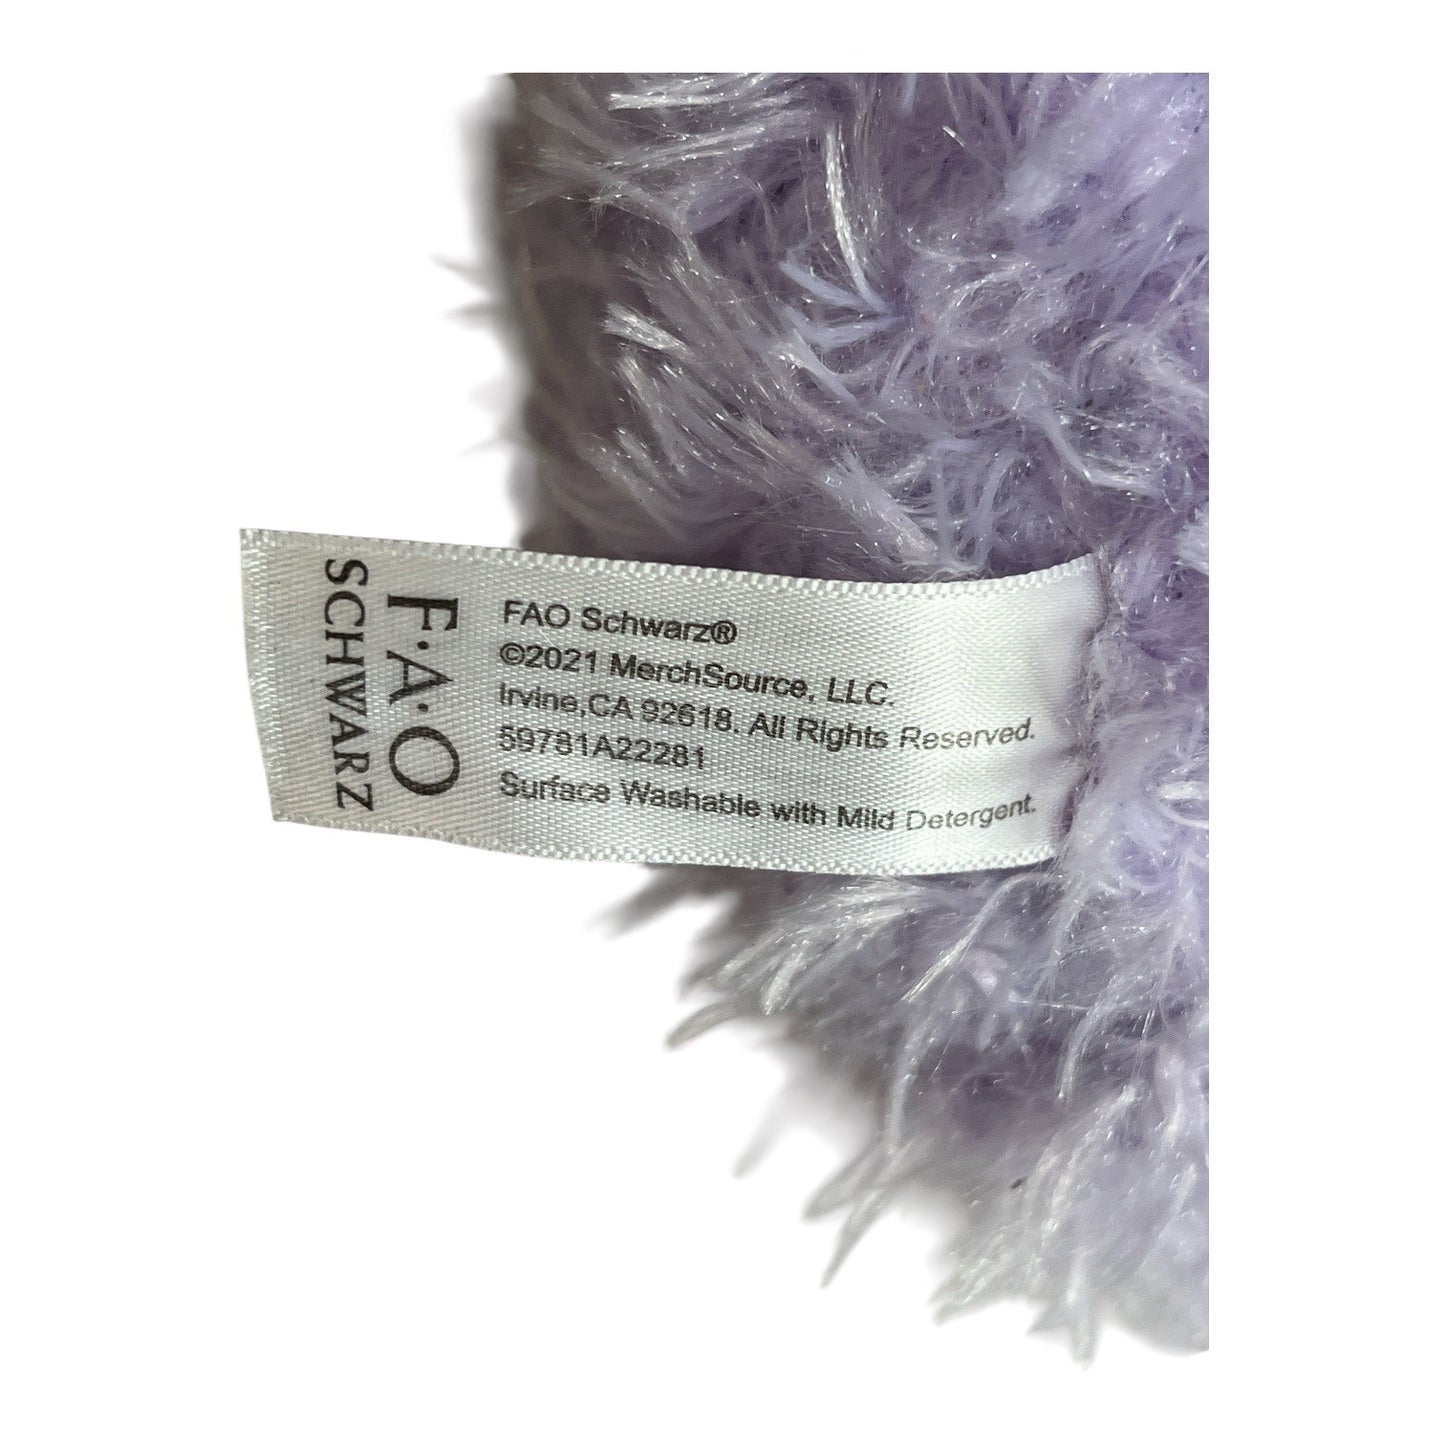 F·A·O
SCHWARZ
FAO Schwarz®
©2021 MerchSource, LLC.
Irvine,CA 92618. All Rights Reserved.
59781A22281
Surface Washable with Mild Detergent.